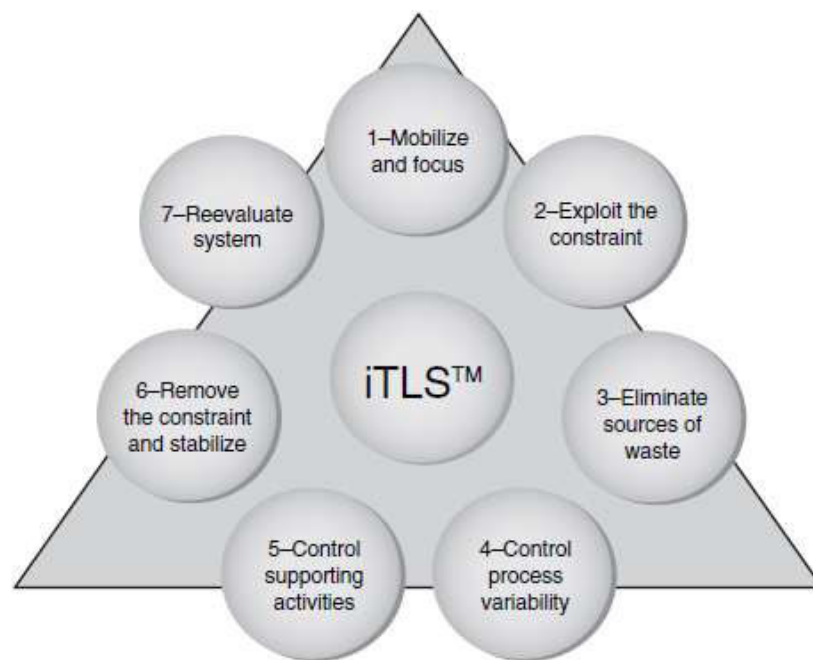 1–Mobilize
and focus
2–Exploit the
constraint
3–Eliminate
sources of
waste
4–Control
process
variability
5–Control
supporting
activities
6–Remove
the constraint
and stabilize
7–Reevaluate
system
iTLS™